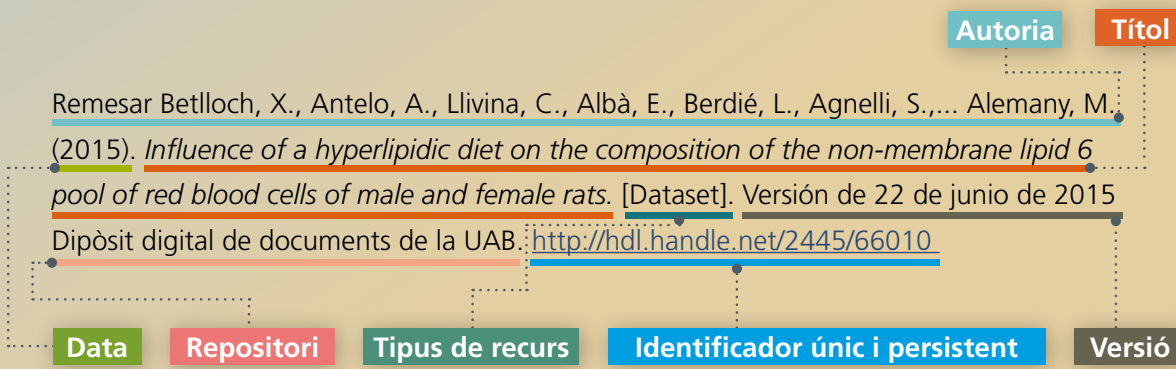 Autoria Títol
Remesar Betlloch, X., Antelo, A., Llivina, C., Albà, E., Berdié, L., Agnelli, S.,... Alemany, M.
(2015). Influence of a hyperlipidic diet on the composition of the non-membrane lipid 6
pool of red blood cells of male and female rats. [Dataset]. Versión de 22 de junio de 2015
Dipòsit digital de documents de la UAB. http://hdl.handle.net/2445/66010
Data Repositori Tipus de recurs Identificador únic i persistent Versió